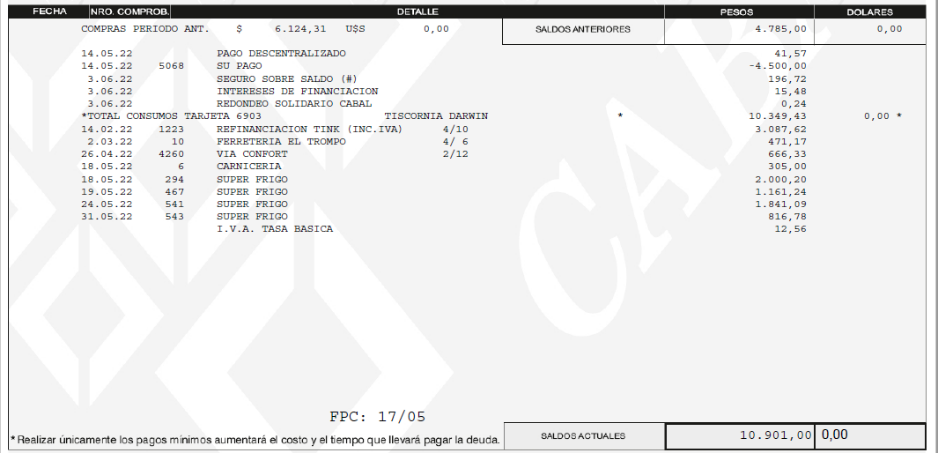 FECHA NRO. COMPROB. DETALLE PESOS DOLARES
COMPRAS PERIODO ANT. $ 6.124,31 U$S 0,00 SALDOS ANTERIORES 4.785,00 0,00
14.05.22 PAGO DESCENTRALIZADO 41,57
14.05.22 5068 SU PAGO -4.500,00
3.06.22 SEGURO SOBRE SALDO (#) 196,72
3.06.22 INTERESES DE FINANCIACION 15,48
3.06.22 REDONDEO SOLIDARIO CABAL 0,24
*TOTAL CONSUMOS TARJETA 6903 TISCORNIA DARWIN * 10.349,43 0,00 *
14.02.22 1223 REFINANCIACION TINK (INC.IVA) 4/10 3.087,62
2.03.22 10 FERRETERIA EL TROMPO 4/ 6 471,17
26.04.22 4260 VIA CONFORT 2/12 666,33
18.05.22 6 CARNICERIA 305,00
18.05.22 294 SUPER FRIGO 2.000,20
19.05.22 467 SUPER FRIGO 1.161,24
24.05.22 541 SUPER FRIGO 1.841,09
31.05.22 543 SUPER FRIGO 816,78
I.V.A. TASA BASICA 12,56
FPC: 17/05
* Realizar únicamente los pagos mínimos aumentará el costo y el tiempo que llevará pagar la deuda. SALDOS ACTUALES 10.901,00 0,00
CABAL